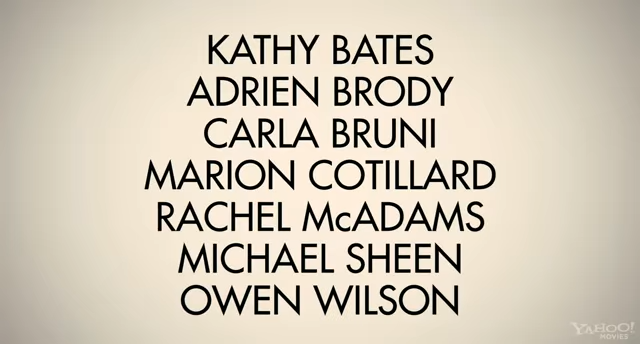 KATHY BATES
ADRIEN BRODY
CARLA BRUNI
MARION COTILLARD
RACHEL McADAMS
MICHAEL SHEEN
OWEN WILSON
YAHOO!
MOVIES